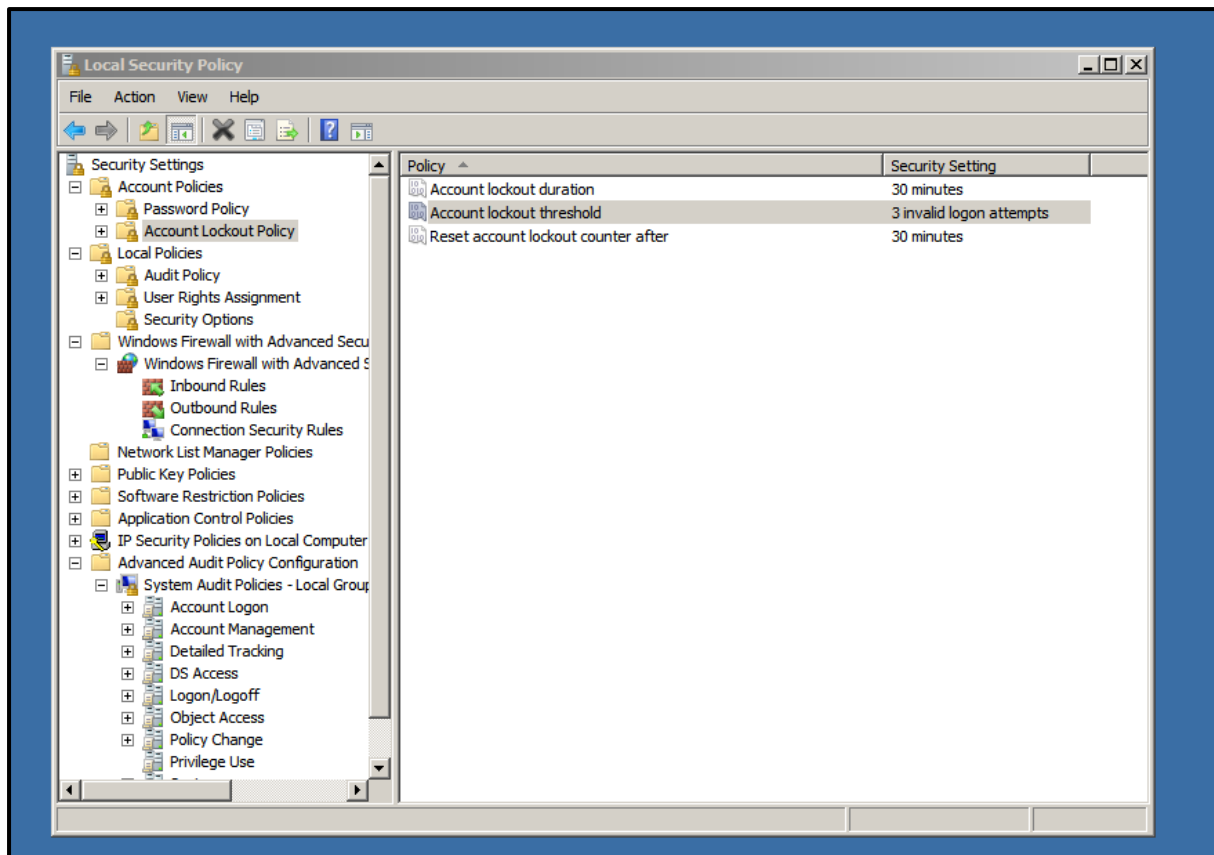 Local Security Policy
File Action View Help
Security Settings
Account Policies
Password Policy
Account Lockout Policy
Local Policies
Audit Policy
User Rights Assignment
Security Options
Windows Firewall with Advanced Secu
Windows Firewall with Advanced S
Inbound Rules
Outbound Rules
Connection Security Rules
Network List Manager Policies
Public Key Policies
Software Restriction Policies
Application Control Policies
IP Security Policies on Local Computer
Advanced Audit Policy Configuration
System Audit Policies - Local Group
Account Logon
Account Management
Detailed Tracking
DS Access
Logon/Logoff
Object Access
Policy Change
Privilege Use
Policy Security Setting
Account lockout duration 30 minutes
Account lockout threshold 3 invalid logon attempts
Reset account lockout counter after 30 minutes